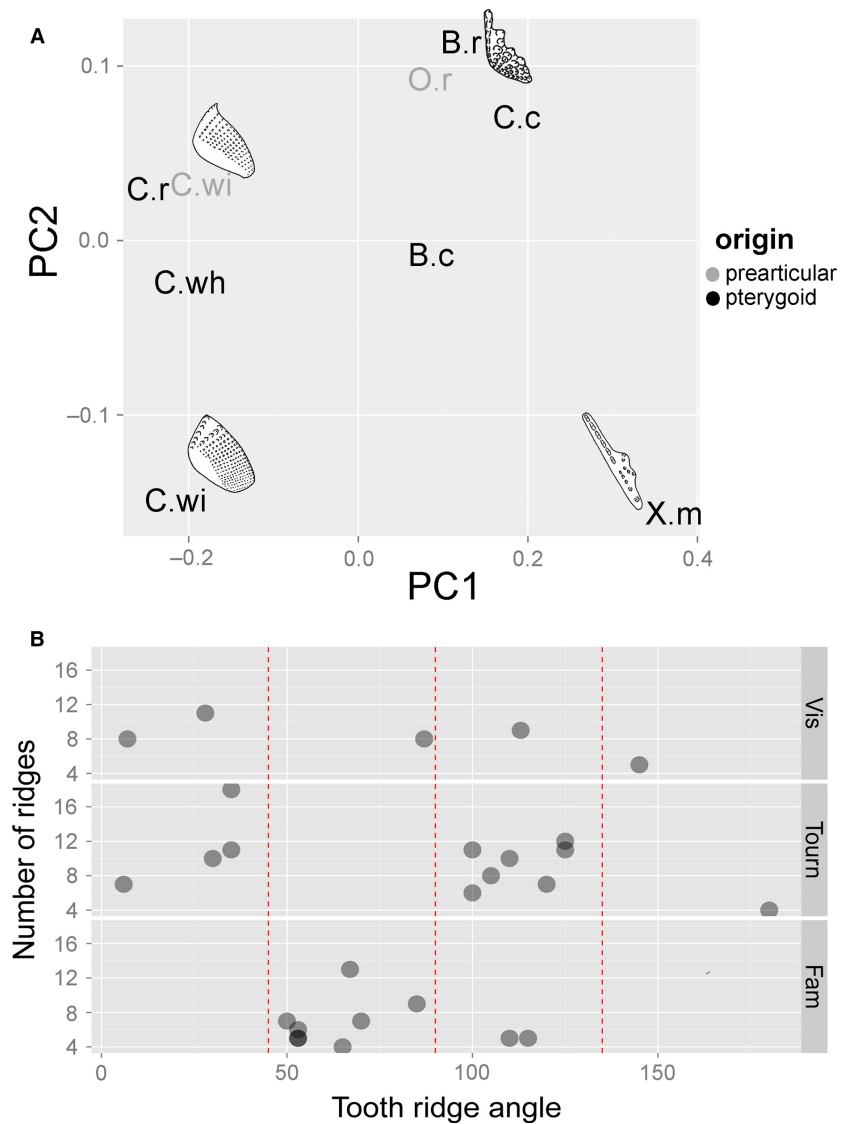 A
B.r
0.1
O.r
C.c
C.r
C.wi
PC2
0.0
B.c
origin
prearticular
pterygoid
C.wh
–0.1
C.wi
X.m
–0.2
0.0
0.2
0.4
PC1
B
Number of ridges
16
12
8
4
Vis
16
12
8
4
Tourn
16
12
8
4
Fam
0
50
100
150
Tooth ridge angle